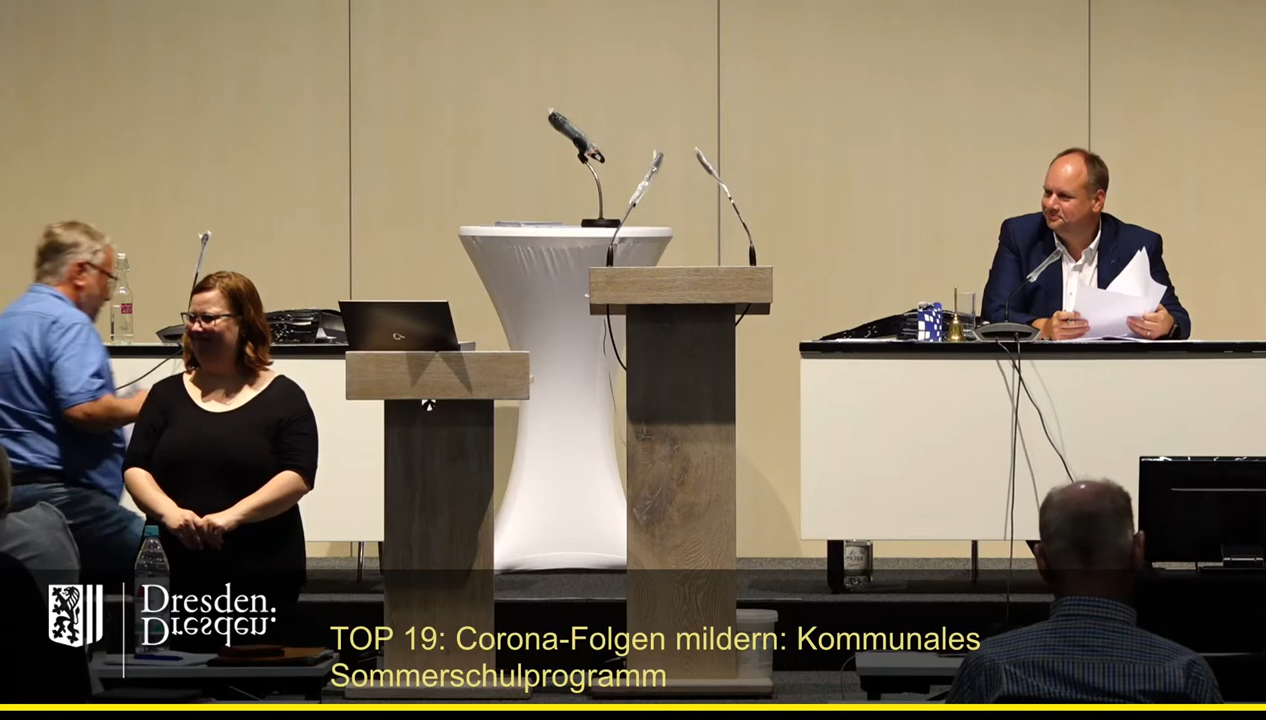 Dresden.
Dresden.
TOP 19: Corona-Folgen mildern: Kommunales
Sommerschulprogramm